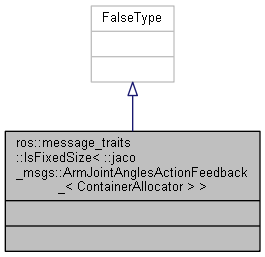 FalseType
ros::message_traits
::IsFixedSize< ::jaco
_msgs::ArmJointAnglesActionFeedback
_< ContainerAllocator > >